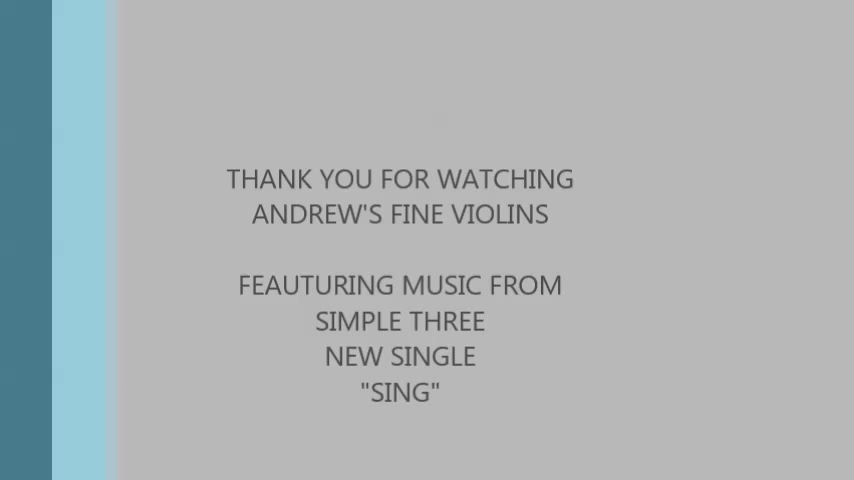 THANK YOU FOR WATCHING
ANDREW'S FINE VIOLINS
FEAUTURING MUSIC FROM
SIMPLE THREE
NEW SINGLE
"SING"